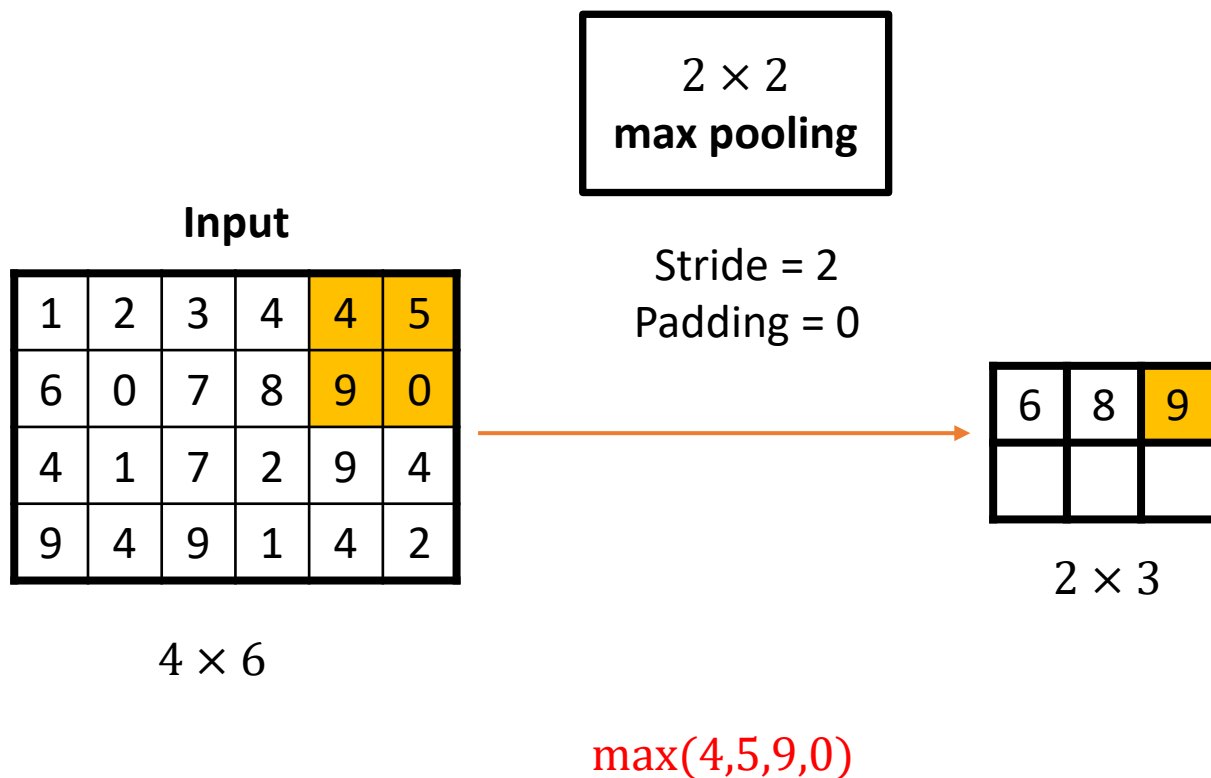 2 × 2
max pooling
Input
Stride = 2
Padding = 0
1 2 3 4 4 5
6 0 7 8 9 0
4 1 7 2 9 4
9 4 9 1 4 2
6 8 9
2 × 3
4 × 6
max(4,5,9,0)